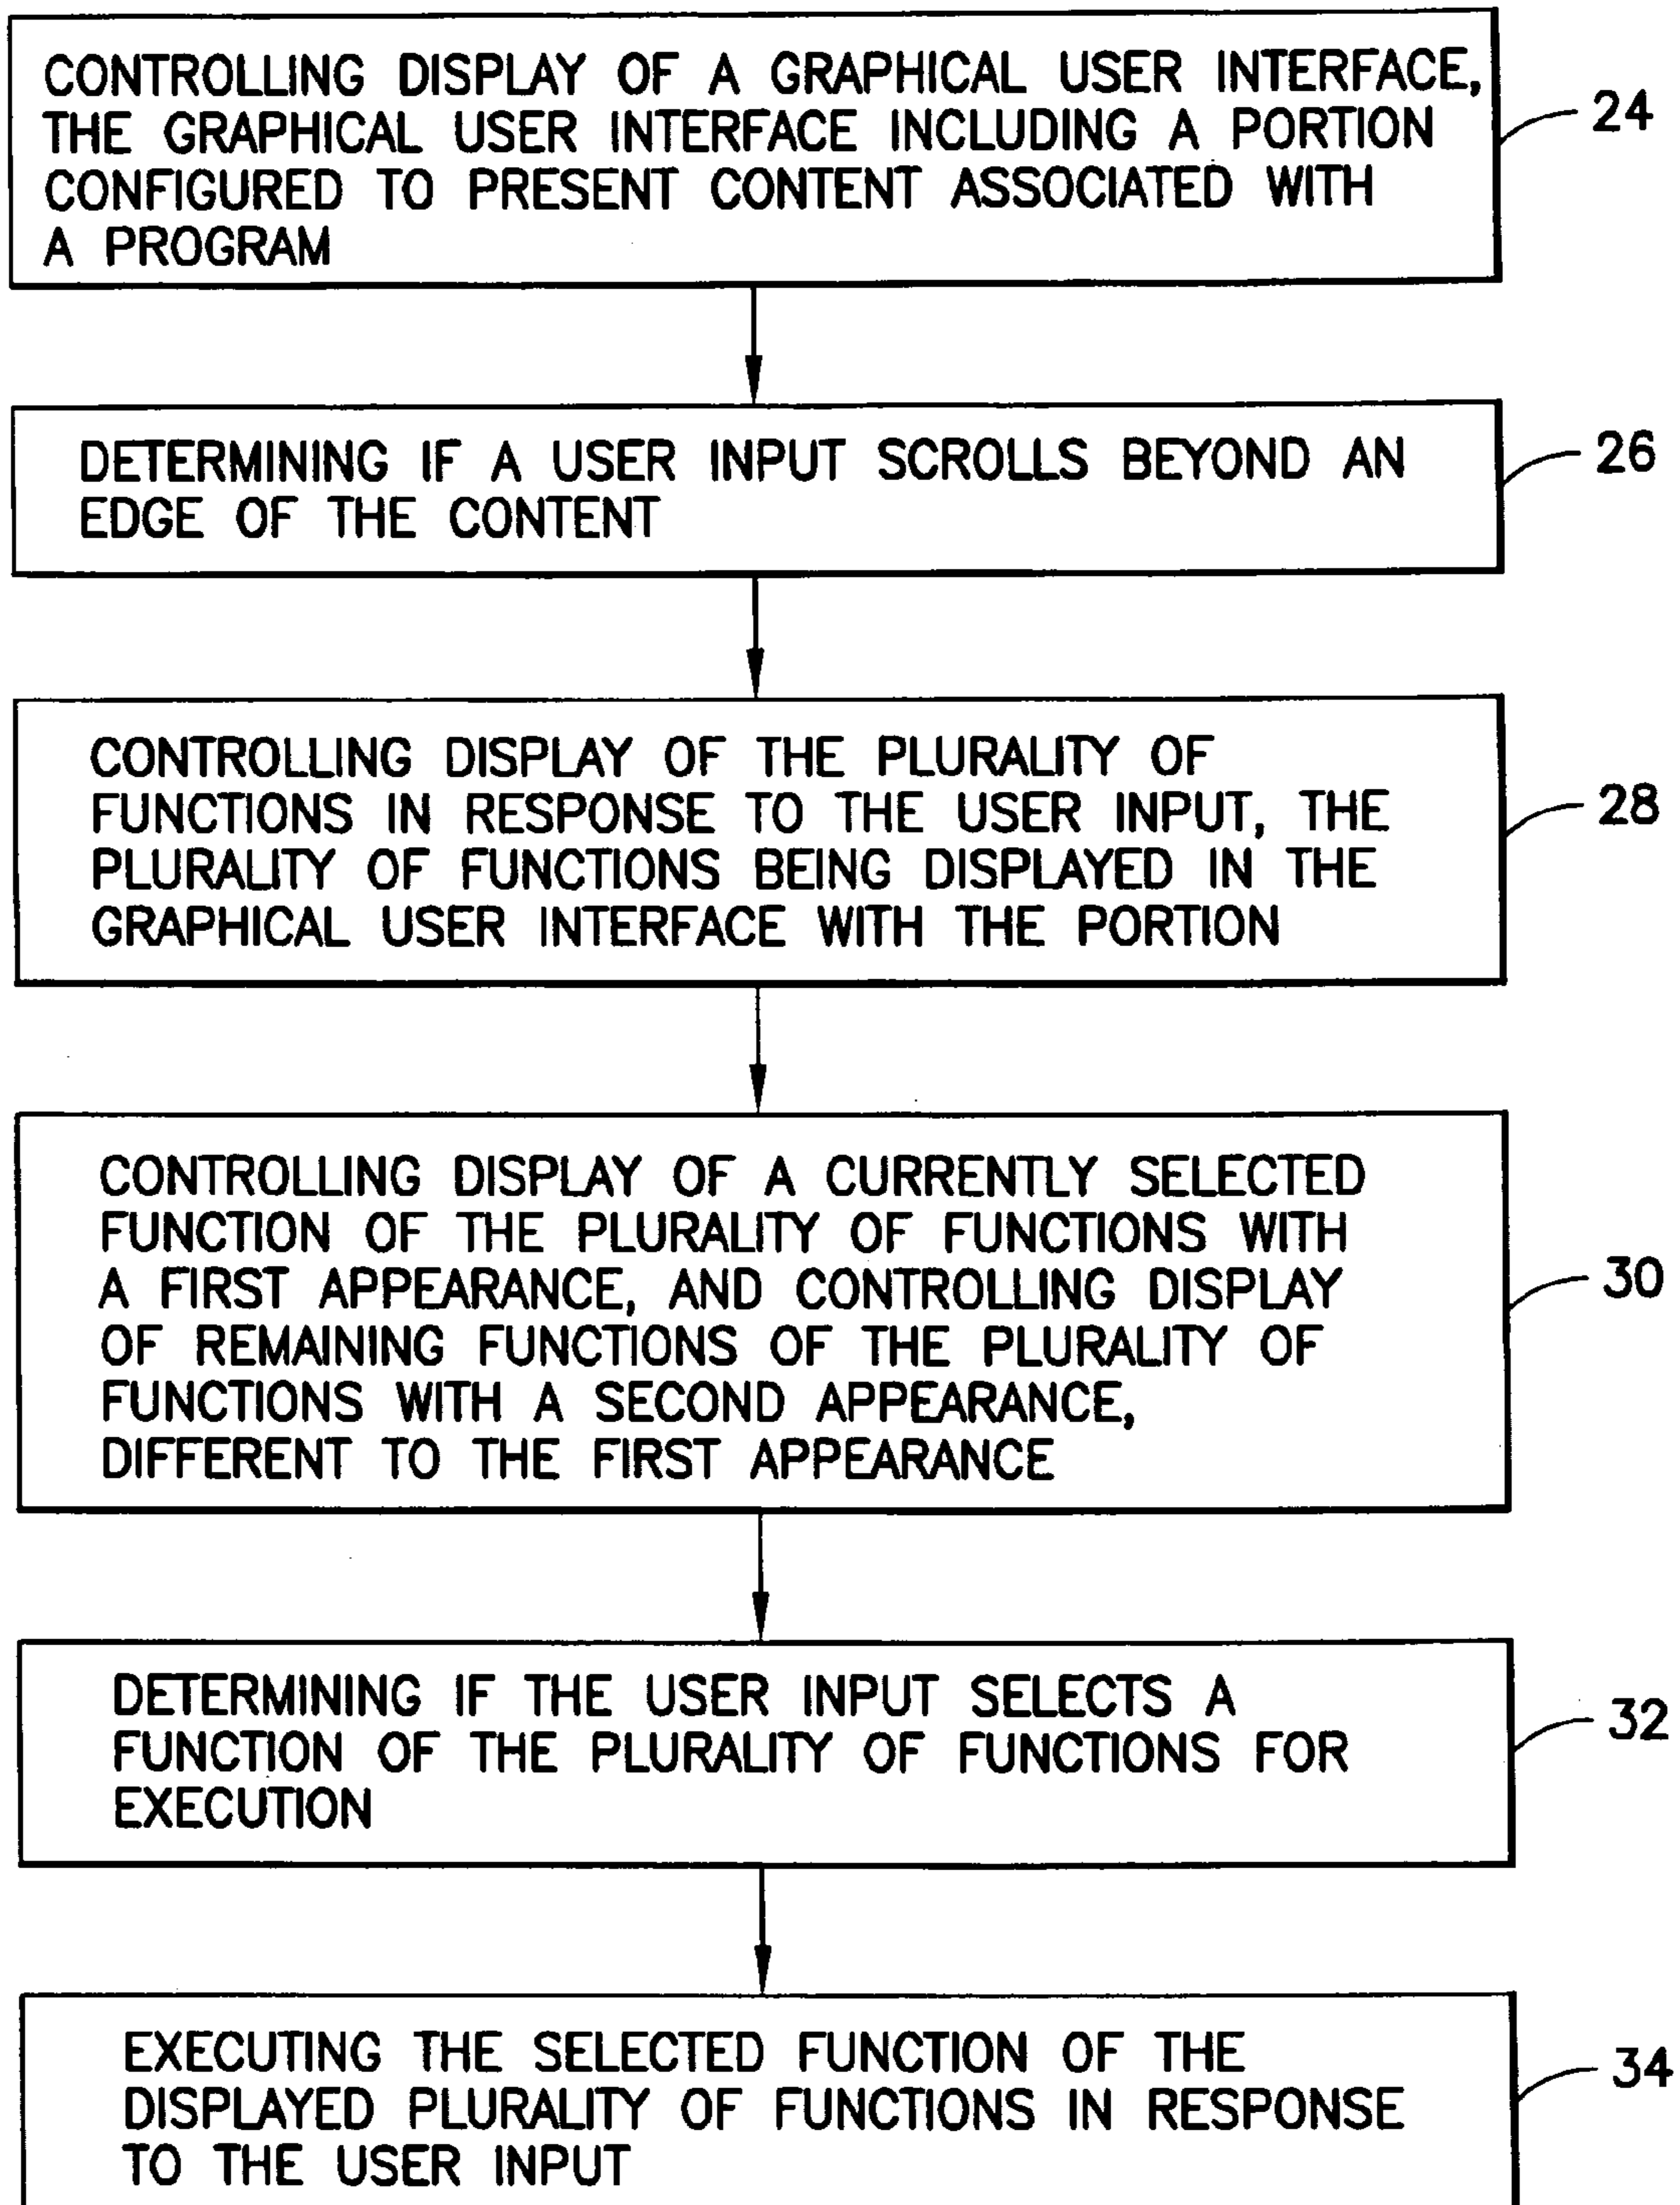 CONTROLLING DISPLAY OF A GRAPHICAL USER INTERFACE,
THE GRAPHICAL USER INTERFACE INCLUDING A PORTION
CONFIGURED TO PRESENT CONTENT ASSOCIATED WITH
A PROGRAM
24
DETERMINING IF A USER INPUT SCROLLS BEYOND AN
EDGE OF THE CONTENT
26
CONTROLLING DISPLAY OF THE PLURALITY OF
FUNCTIONS IN RESPONSE TO THE USER INPUT, THE
PLURALITY OF FUNCTIONS BEING DISPLAYED IN THE
GRAPHICAL USER INTERFACE WITH THE PORTION
28
CONTROLLING DISPLAY OF A CURRENTLY SELECTED
FUNCTION OF THE PLURALITY OF FUNCTIONS WITH
A FIRST APPEARANCE, AND CONTROLLING DISPLAY
OF REMAINING FUNCTIONS OF THE PLURALITY OF
FUNCTIONS WITH A SECOND APPEARANCE,
DIFFERENT TO THE FIRST APPEARANCE
30
DETERMINING IF THE USER INPUT SELECTS A
FUNCTION OF THE PLURALITY OF FUNCTIONS FOR
EXECUTION
32
EXECUTING THE SELECTED FUNCTION OF THE
DISPLAYED PLURALITY OF FUNCTIONS IN RESPONSE
TO THE USER INPUT
34